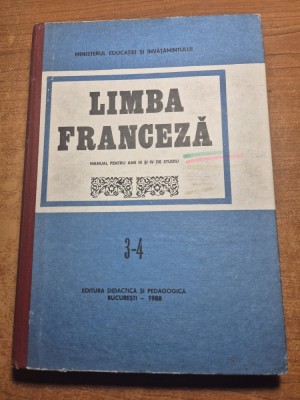 MINISTERUL EDUCAȚIEI ȘI ÎNVĂȚĂMÎNTULUI
LIMBA
FRANCEZĂ
MANUAL PENTRU ANII III ȘI IV DE STUDIU
3-4
EDITURA DIDACTICĂ ȘI PEDAGOGICĂ
BUCUREȘTI – 1988